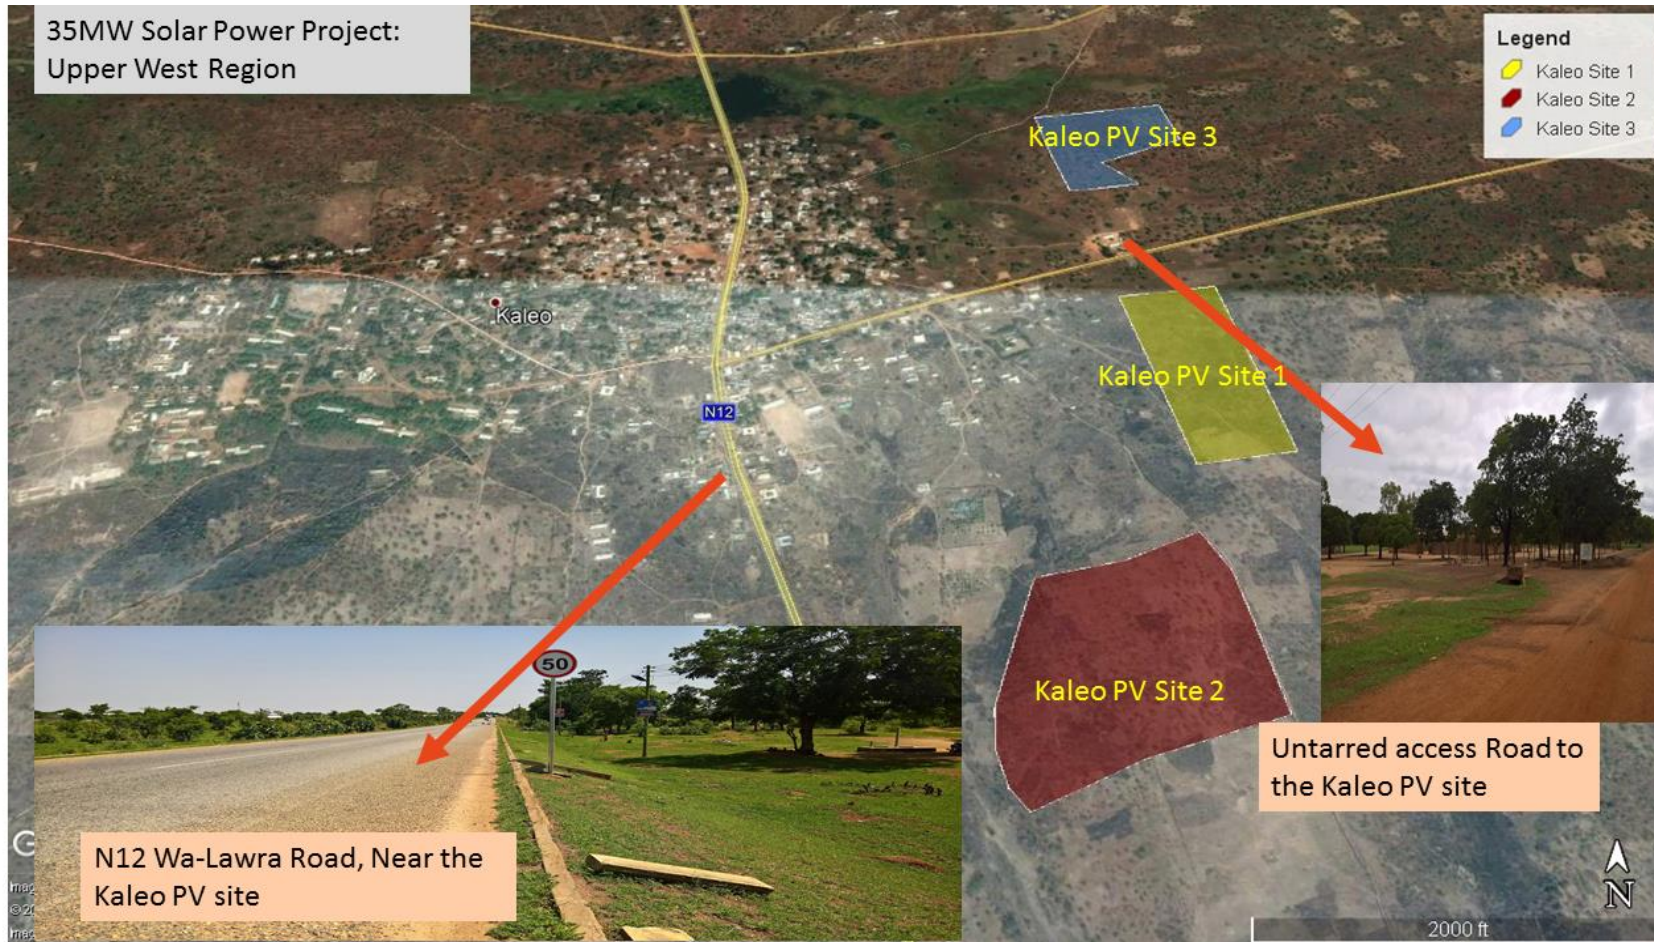 35MW Solar Power Project:
Upper West Region
Legend
Kaleo Site 1
Kaleo Site 2
Kaleo Site 3
Kaleo PV Site 3
Kaleo
Kaleo PV Site 1
N12
50
Kaleo PV Site 2
Untarred access Road to
the Kaleo PV site
N12 Wa-Lawra Road, Near the
Kaleo PV site
N
2000 ft